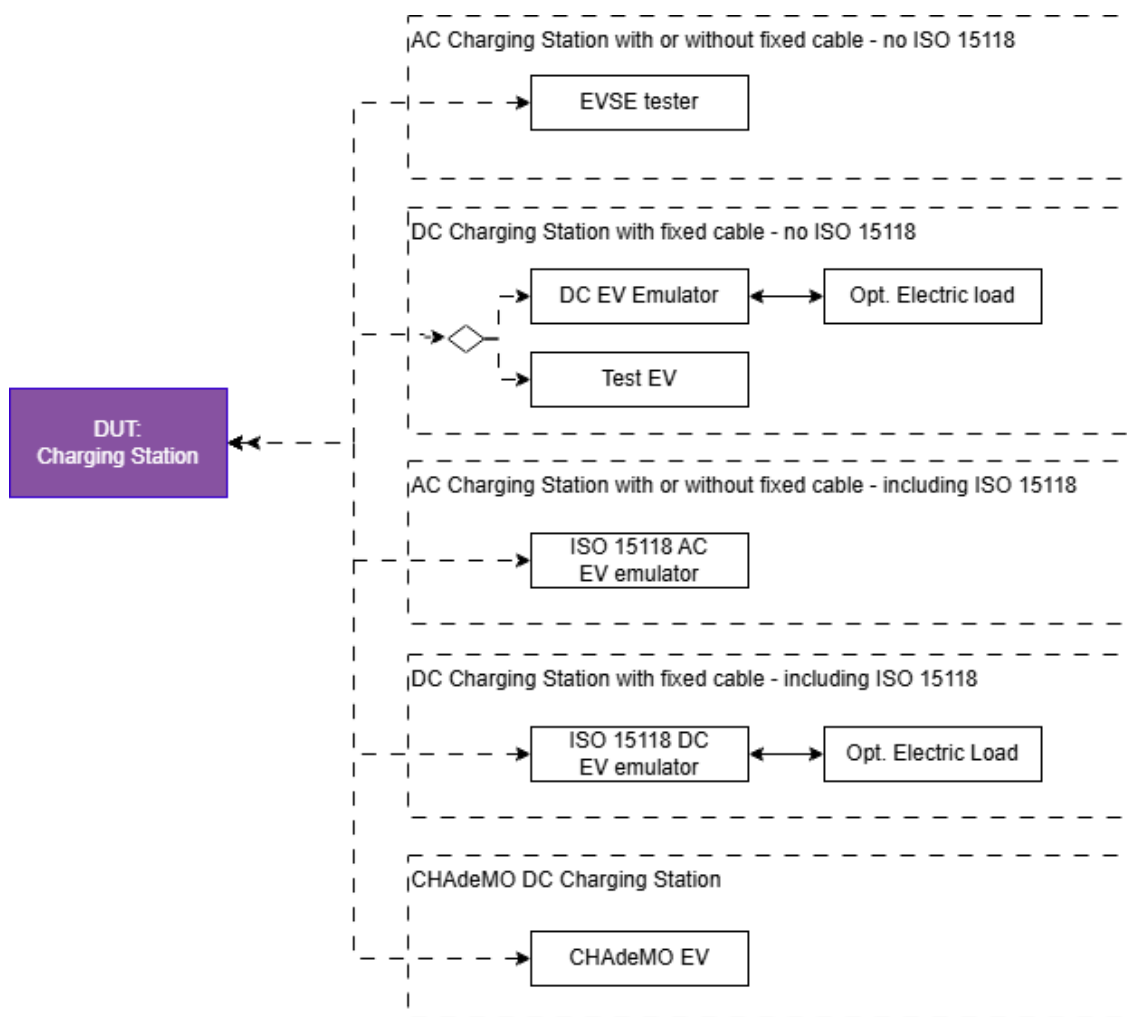 AC Charging Station with or without fixed cable - no ISO 15118
EVSE tester
DC Charging Station with fixed cable - no ISO 15118
DC EV Emulator
Opt. Electric load
Test EV
DUT:
Charging Station
AC Charging Station with or without fixed cable - including ISO 15118
ISO 15118 AC
EV emulator
DC Charging Station with fixed cable - including ISO 15118
ISO 15118 DC
EV emulator
Opt. Electric Load
CHAdeMO DC Charging Station
CHAdeMO EV